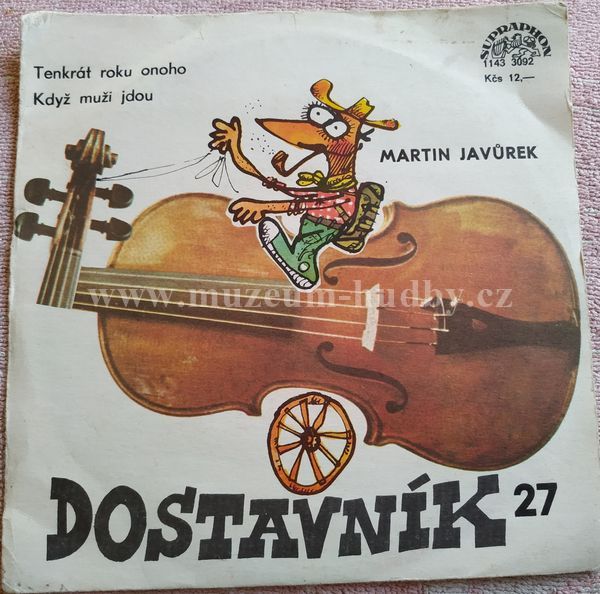 SUPRAPHON
1143 3092
Kčs 12,—
Tenkrát roku onoho
Když muži jdou
MARTIN JAVŮREK
www.muzeum-hudby.cz
DOSTAVNÍK 27